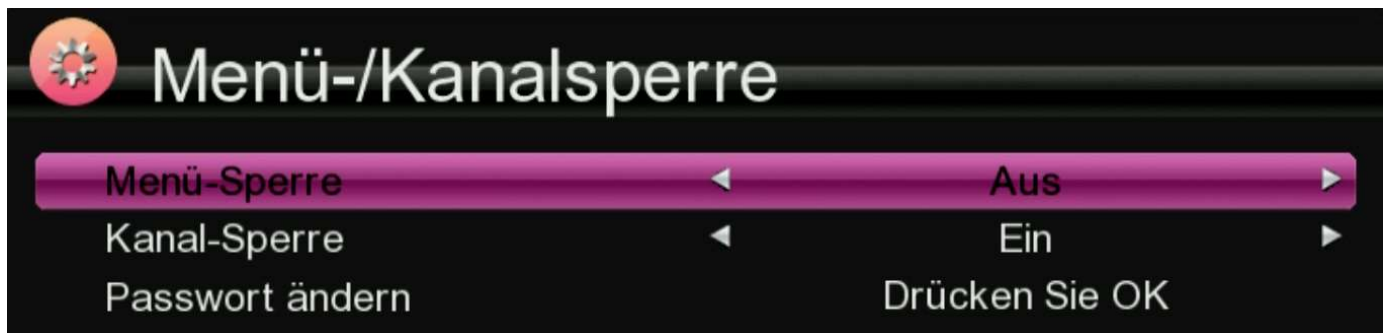 Menü-/Kanalsperre
Menü-Sperre Aus
Kanal-Sperre Ein
Passwort ändern Drücken Sie OK